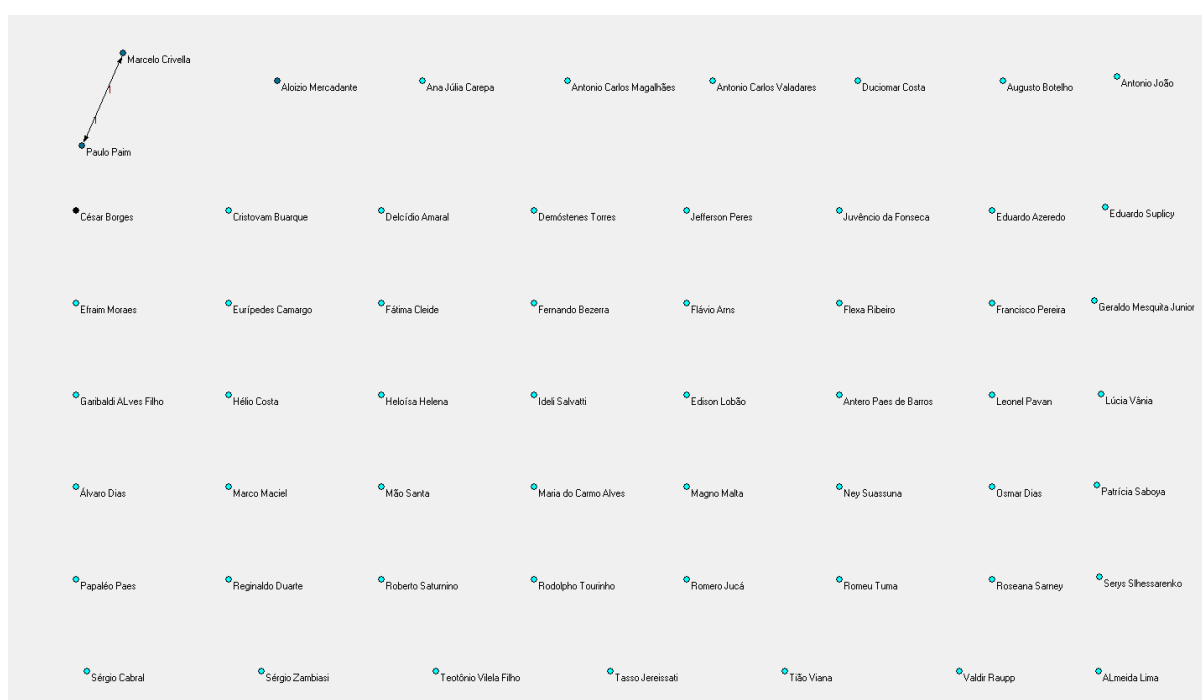 Marcelo Crivella
Aloizio Mercadante
Ana Júlia Carepa
Antonio Carlos Magalhães
Antonio Carlos Valadares
Duciomar Costa
Augusto Botelho
Antonio João
1
1
Paulo Paim
César Borges
Cristovam Buarque
Delcídio Amaral
Demóstenes Torres
Jefferson Peres
Juvêncio da Fonseca
Eduardo Azeredo
Eduardo Suplicy
Efraim Moraes
Eurípedes Camargo
Fátima Cleide
Fernando Bezerra
Flávio Arns
Flexa Ribeiro
Francisco Pereira
Geraldo Mesquita Junior
Garibaldi ALves Filho
Hélio Costa
Heloísa Helena
Ideli Salvatti
Edison Lobão
Antero Paes de Barros
Leonel Pavan
Lúcia Vânia
Álvaro Dias
Marco Maciel
Mão Santa
Maria do Carmo Alves
Magno Malta
Ney Suassuna
Osmar Dias
Patrícia Saboya
Papaléo Paes
Reginaldo Duarte
Roberto Saturnino
Rodolpho Tourinho
Romero Jucá
Romeu Tuma
Roseana Sarney
Serys Slhessarenko
Sérgio Cabral
Sérgio Zambiasi
Teotônio Vilela Filho
Tasso Jereissati
Tião Viana
Valdir Raupp
ALmeida Lima